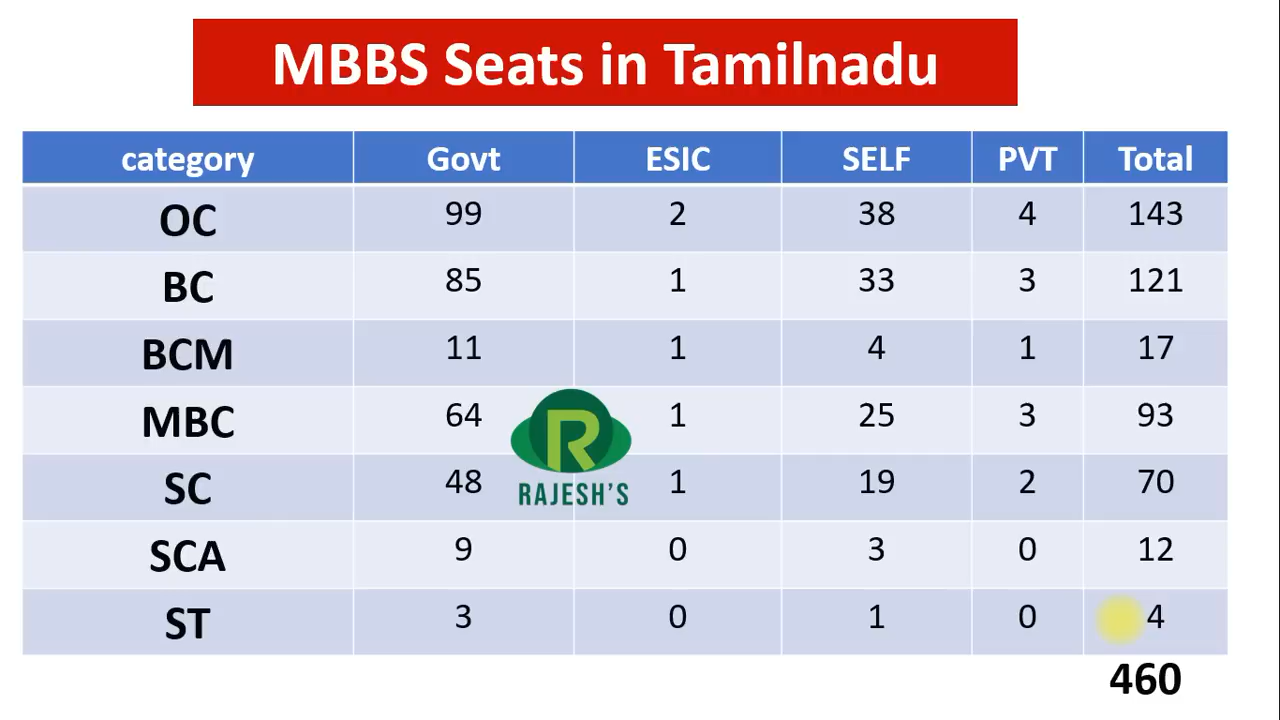 MBBS Seats in Tamilnadu
category Govt ESIC SELF PVT Total
OC 99 2 38 4 143
BC 85 1 33 3 121
BCM 11 1 4 1 17
MBC 64 1 25 3 93
SC 48 1 19 2 70
SCA 9 0 3 0 12
ST 3 0 1 0 4
460
R
RAJESH'S